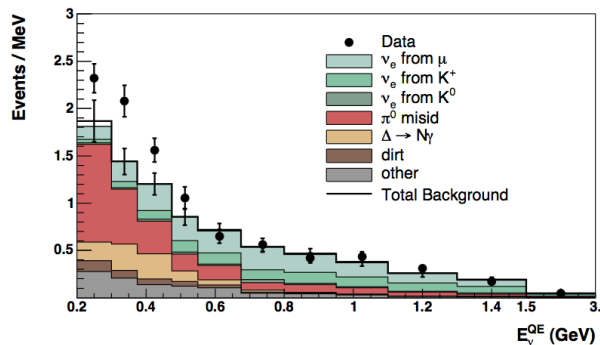 Events / MeV
3
2.5
2
1.5
1
0.5
Data
νe from μ
νe from K+
νe from K0
π0 misid
Δ → Nγ
dirt
other
Total Background
0.2 0.4 0.6 0.8 1 1.2 1.4 1.5 3.
EνQE (GeV)